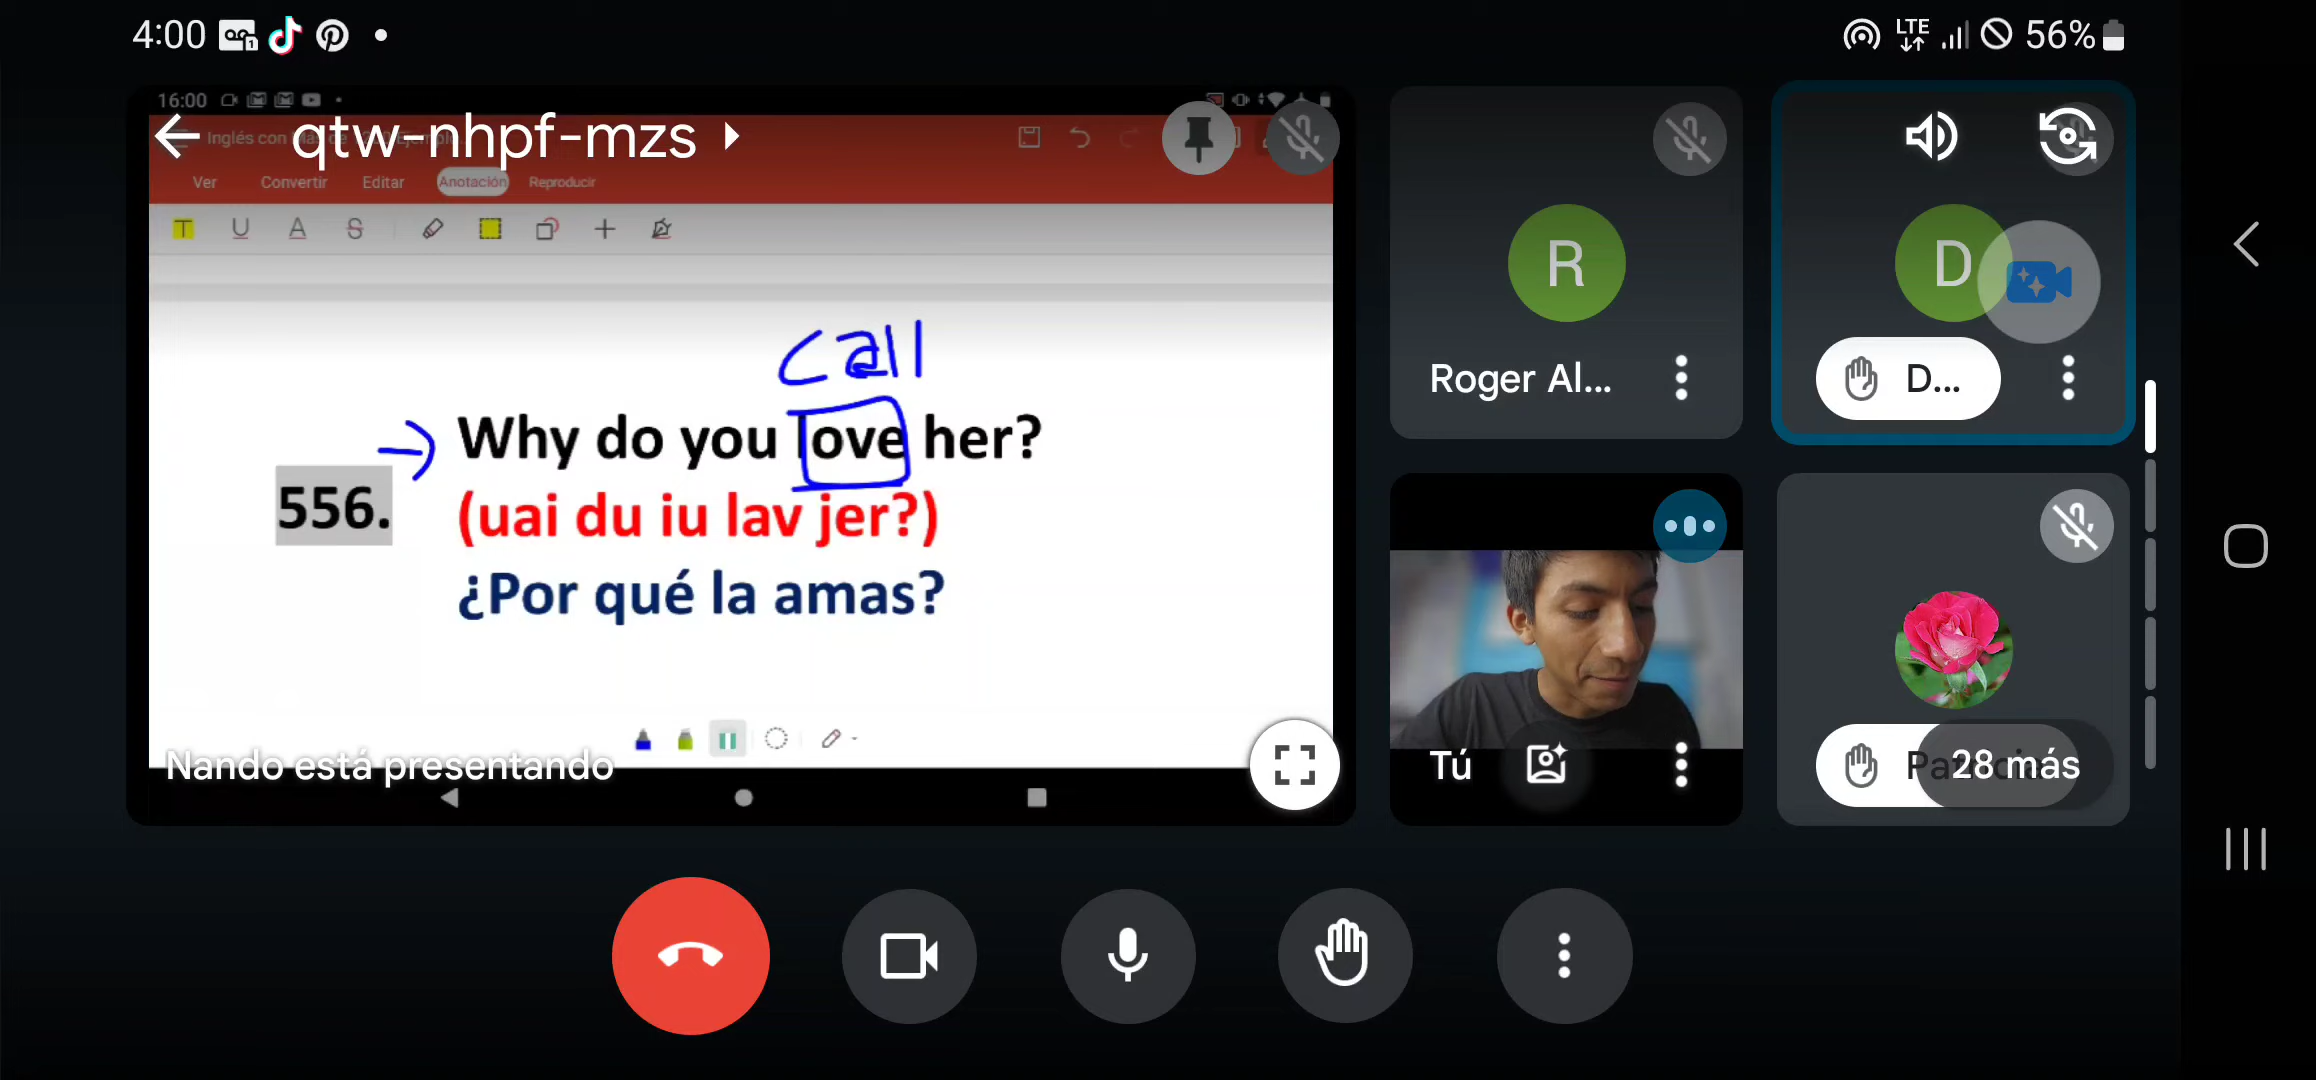 4:00
LTE
56%
16:00
Inglés con
qtw-nhpf-mzs
Ver Convertir Editar Anotación Reproducir
T U A S
call
Why do you love her?
556.
(uai du iu lav jer?)
¿Por qué la amas?
Nando está presentando
R
Roger Al...
D
D...
Tú
28 más